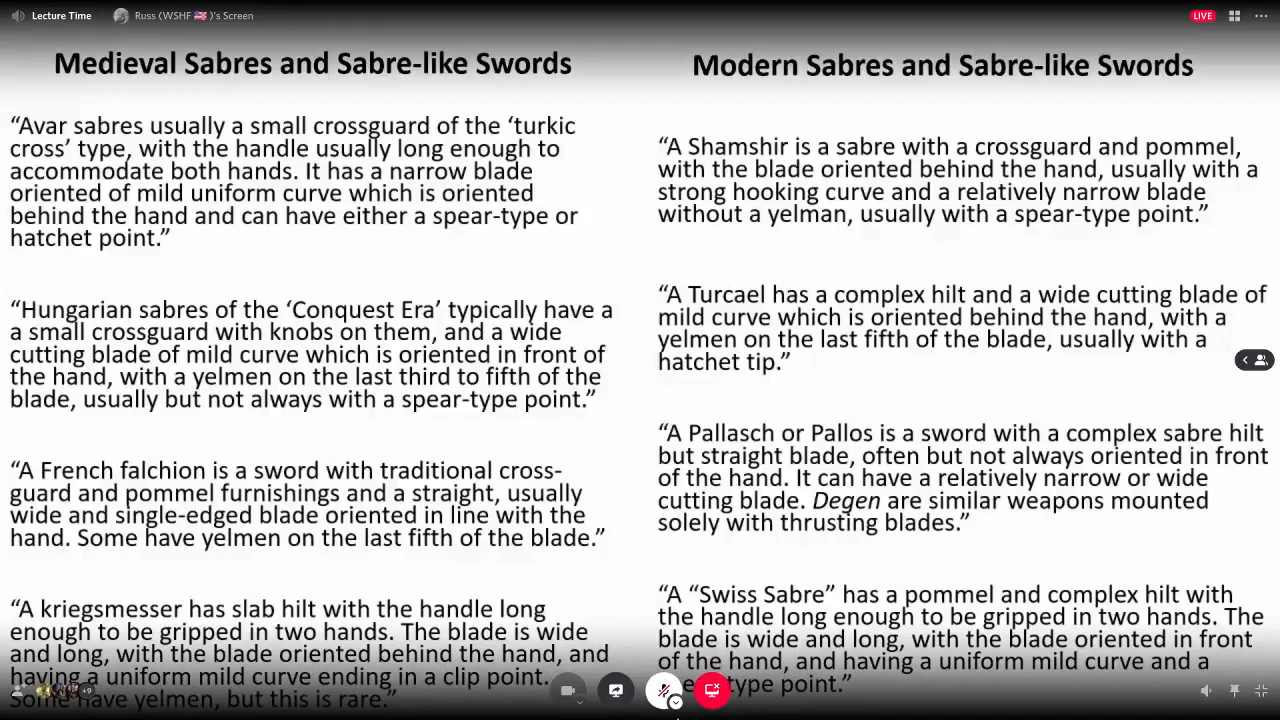 Lecture Time
Russ (WSHF 🇺🇸)'s Screen
LIVE
Medieval Sabres and Sabre-like Swords
“Avar sabres usually a small crossguard of the ‘turkic
cross’ type, with the handle usually long enough to
accommodate both hands. It has a narrow blade
oriented of mild uniform curve which is oriented
behind the hand and can have either a spear-type or
hatchet point.”
“Hungarian sabres of the ‘Conquest Era’ typically have a
a small crossguard with knobs on them, and a wide
cutting blade of mild curve which is oriented in front of
the hand, with a yelmen on the last third to fifth of the
blade, usually but not always with a spear-type point.”
“A French falchion is a sword with traditional cross-
guard and pommel furnishings and a straight, usually
wide and single-edged blade oriented in line with the
hand. Some have yelmen on the last fifth of the blade.”
“A kriegsmesser has slab hilt with the handle long
enough to be gripped in two hands. The blade is wide
and long, with the blade oriented behind the hand, and
having a uniform mild curve ending in a clip point.
Some have yelmen, but this is rare.”
Modern Sabres and Sabre-like Swords
“A Shamshir is a sabre with a crossguard and pommel,
with the blade oriented behind the hand, usually with a
strong hooking curve and a relatively narrow blade
without a yelman, usually with a spear-type point.”
“A Turcael has a complex hilt and a wide cutting blade of
mild curve which is oriented behind the hand, with a
yelmen on the last fifth of the blade, usually with a
hatchet tip.”
“A Pallasch or Pallos is a sword with a complex sabre hilt
but straight blade, often but not always oriented in front
of the hand. It can have a relatively narrow or wide
cutting blade. Degen are similar weapons mounted
solely with thrusting blades.”
“A “Swiss Sabre” has a pommel and complex hilt with
the handle long enough to be gripped in two hands. The
blade is wide and long, with the blade oriented in front
of the hand, and having a uniform mild curve and a
type point.”
+9